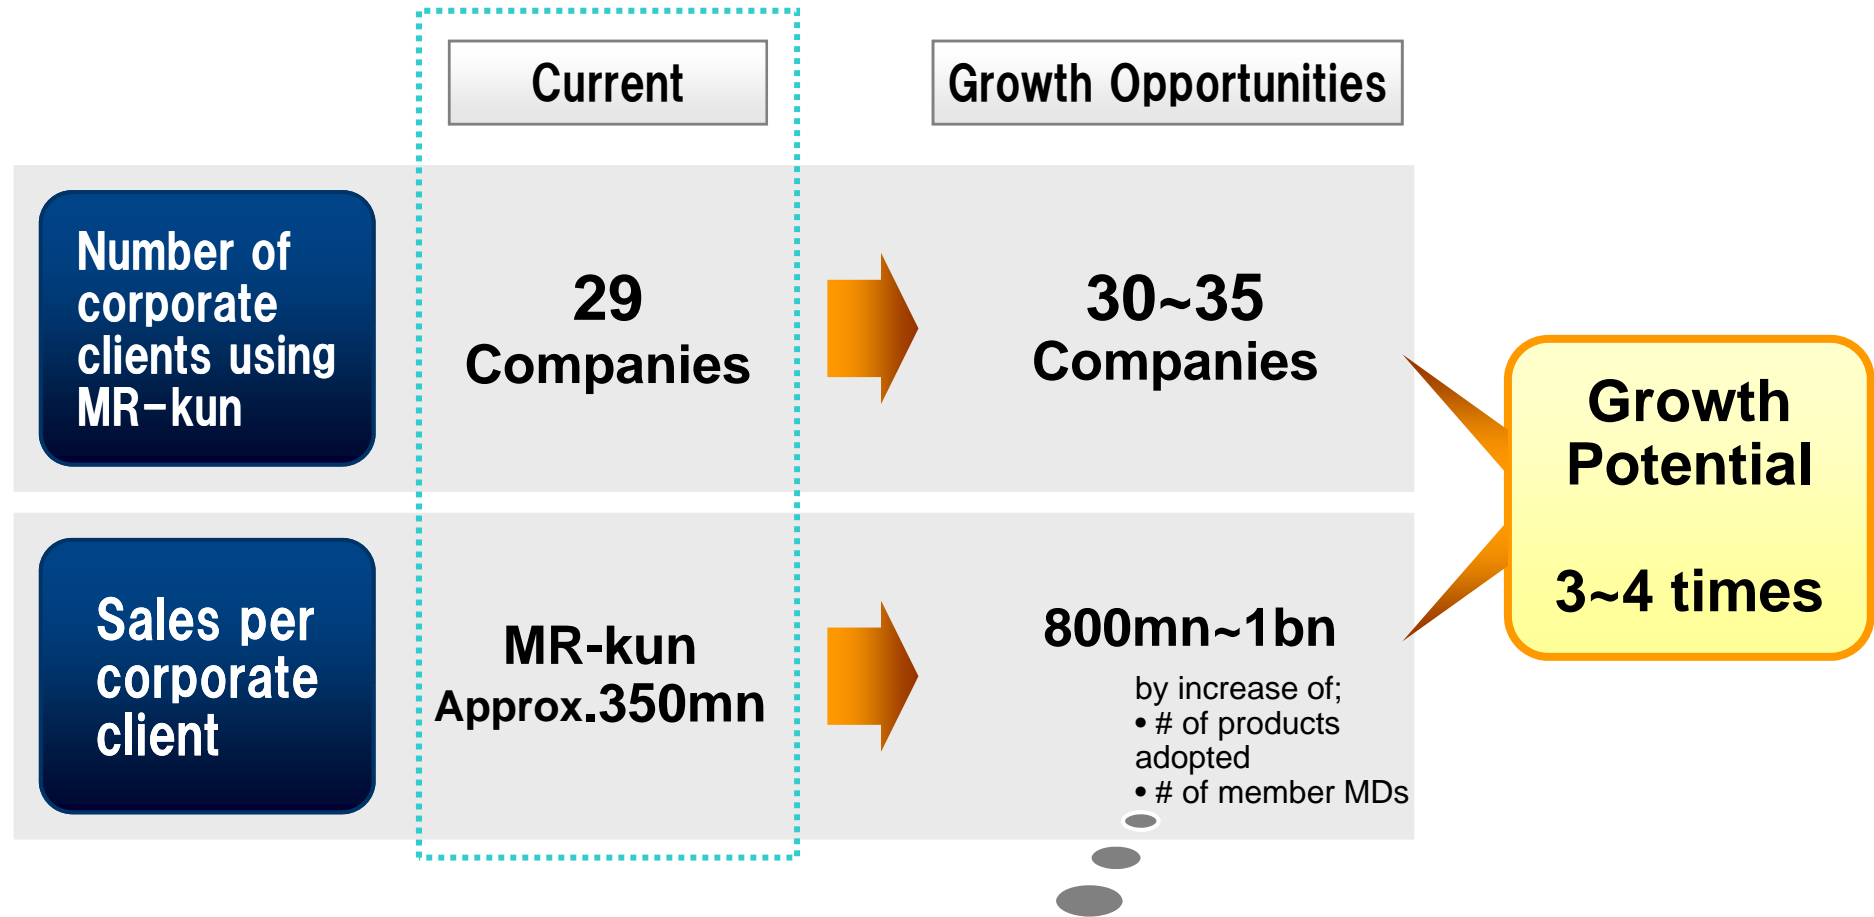 Current
Growth Opportunities
Number of
corporate
clients using
MR-kun
29
Companies
30~35
Companies
Sales per
corporate
client
MR-kun
Approx.350mn
800mn~1bn
by increase of;
• # of products
adopted
• # of member MDs
Growth
Potential
3~4 times